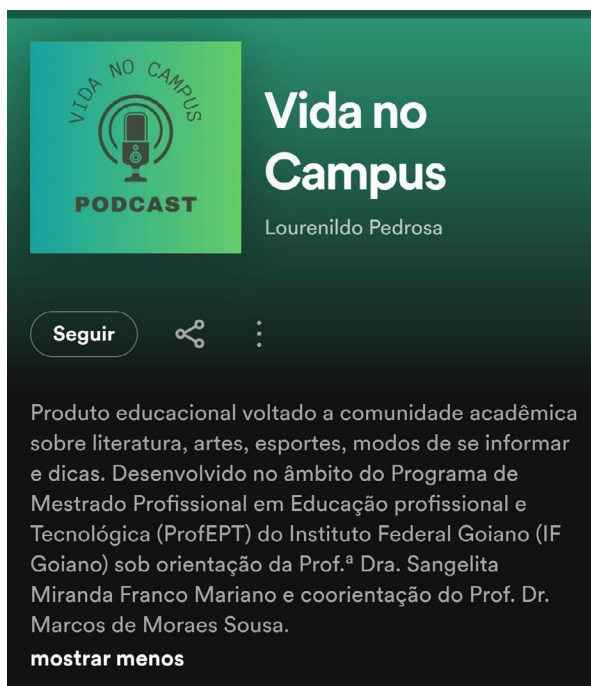 VIDA NO CAMPUS
PODCAST
Vida no
Campus
Lourenildo Pedrosa
Seguir
Produto educacional voltado a comunidade acadêmica
sobre literatura, artes, esportes, modos de se informar
e dicas. Desenvolvido no âmbito do Programa de
Mestrado Profissional em Educação profissional e
Tecnológica (ProfEPT) do Instituto Federal Goiano (IF
Goiano) sob orientação da Prof.ª Dra. Sangelita
Miranda Franco Mariano e coorientação do Prof. Dr.
Marcos de Moraes Sousa.
mostrar menos